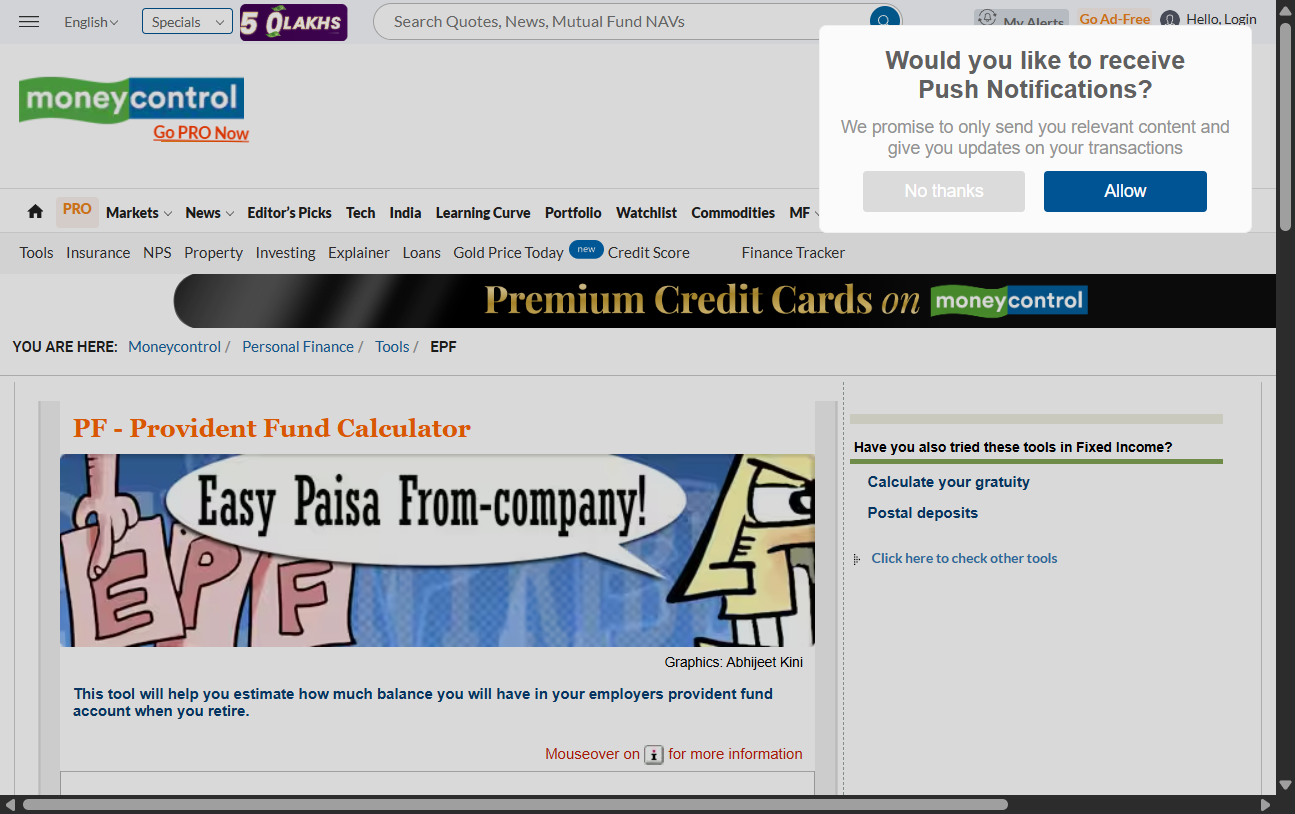 English
Specials
5 LAKHS
Search Quotes, News, Mutual Fund NAVs
My Alerts
Go Ad-Free
Hello, Login
Would you like to receive
Push Notifications?
We promise to only send you relevant content and
give you updates on your transactions
No thanks
Allow
moneycontrol
Go PRO Now
PRO
Markets
News
Editor's Picks
Tech
India
Learning Curve
Portfolio
Watchlist
Commodities
MF
Tools
Insurance
NPS
Property
Investing
Explainer
Loans
Gold Price Today
new
Credit Score
Finance Tracker
Premium Credit Cards on moneycontrol
YOU ARE HERE: Moneycontrol / Personal Finance / Tools / EPF
PF - Provident Fund Calculator
Easy Paisa From-company!
EPF
Graphics: Abhijeet Kini
This tool will help you estimate how much balance you will have in your employers provident fund
account when you retire.
Mouseover on i for more information
Have you also tried these tools in Fixed Income?
Calculate your gratuity
Postal deposits
Click here to check other tools